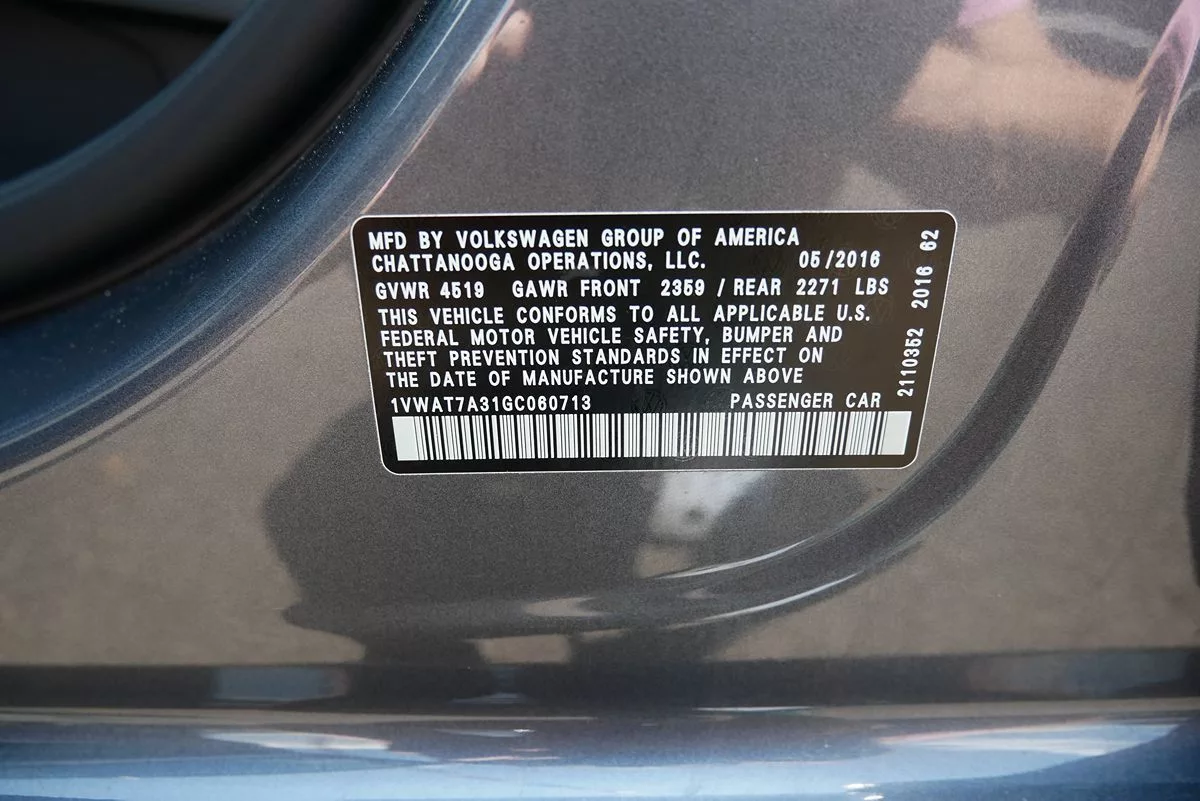 MFD BY VOLKSWAGEN GROUP OF AMERICA
CHATTANOOGA OPERATIONS, LLC. 05/2016
GVWR 4519 GAWR FRONT 2359 / REAR 2271 LBS
THIS VEHICLE CONFORMS TO ALL APPLICABLE U.S.
FEDERAL MOTOR VEHICLE SAFETY, BUMPER AND
THEFT PREVENTION STANDARDS IN EFFECT ON
THE DATE OF MANUFACTURE SHOWN ABOVE
1VWAT7A31GC060713 PASSENGER CAR
2110352 2016 62